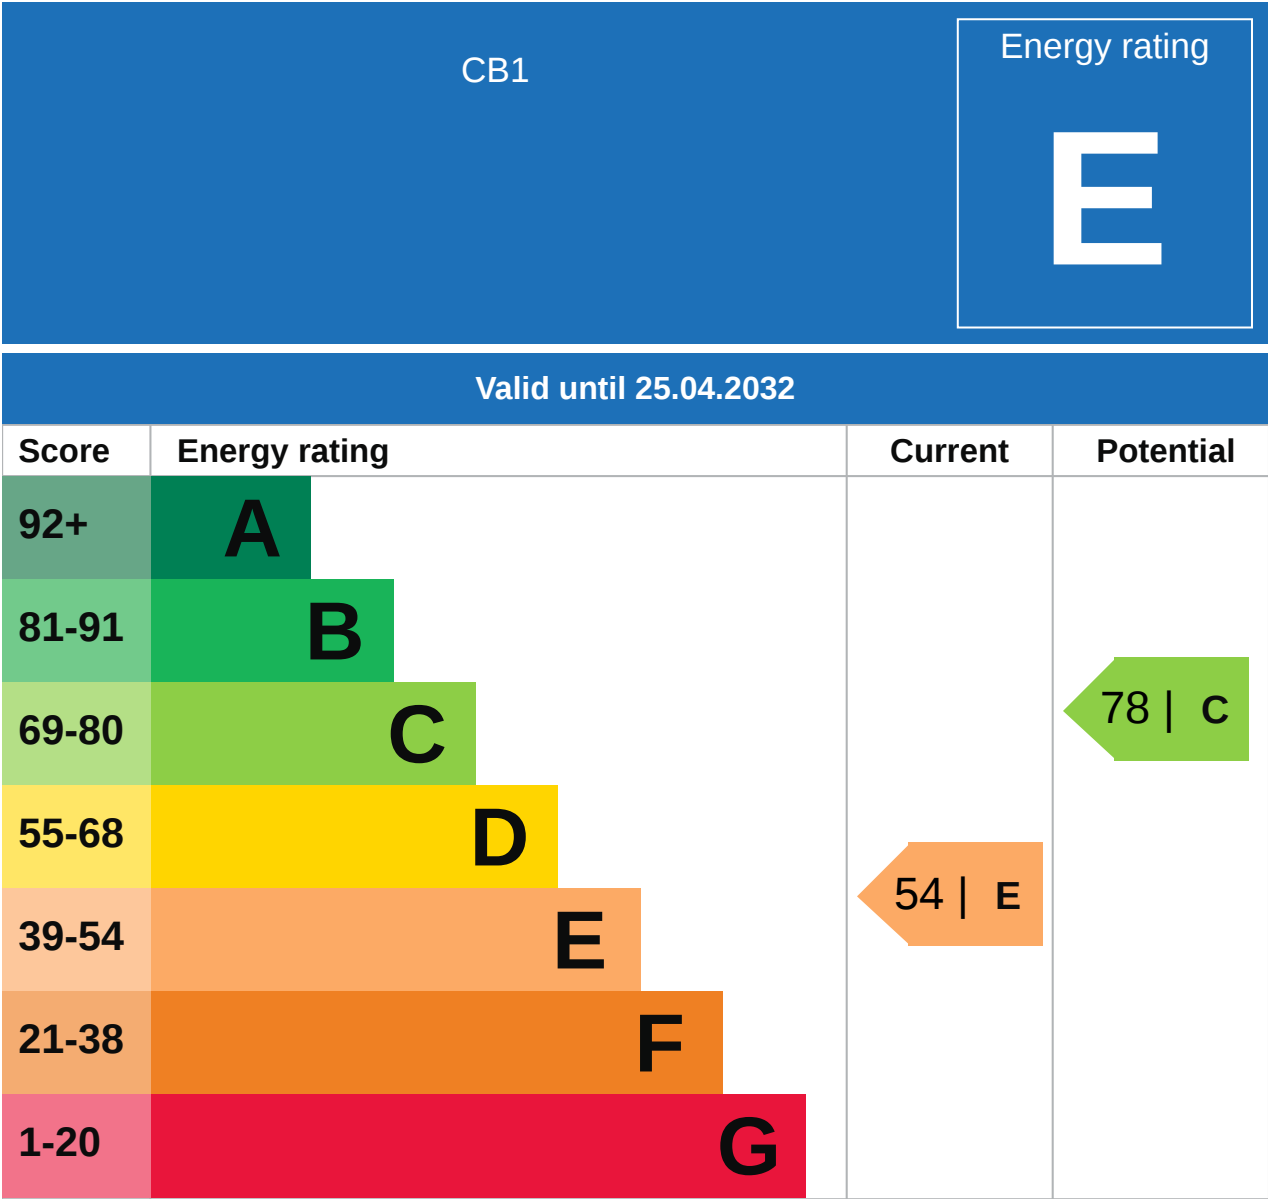 CB1
Energy rating
E
Valid until 25.04.2032
Score Energy rating Current Potential
92+ A
81-91 B
69-80 C
78 | C
55-68 D
54 | E
39-54 E
21-38 F
1-20 G